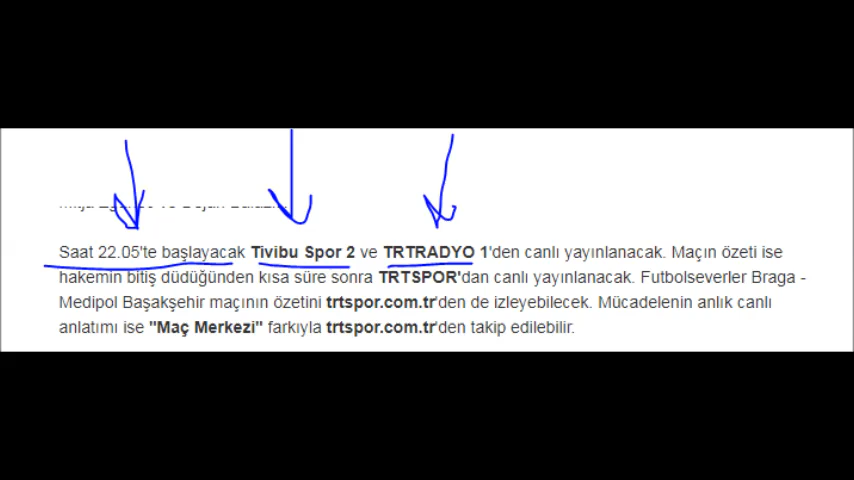 Saat 22.05'te başlayacak Tivibu Spor 2 ve TRTRADYO 1'den canlı yayınlanacak. Maçın özeti ise
hakemin bitiş düdüğünden kısa süre sonra TRTSPOR'dan canlı yayınlanacak. Futbolseverler Braga -
Medipol Başakşehir maçının özetini trtspor.com.tr'den de izleyebilecek. Mücadelenin anlık canlı
anlatımı ise "Maç Merkezi" farkıyla trtspor.com.tr'den takip edilebilir.